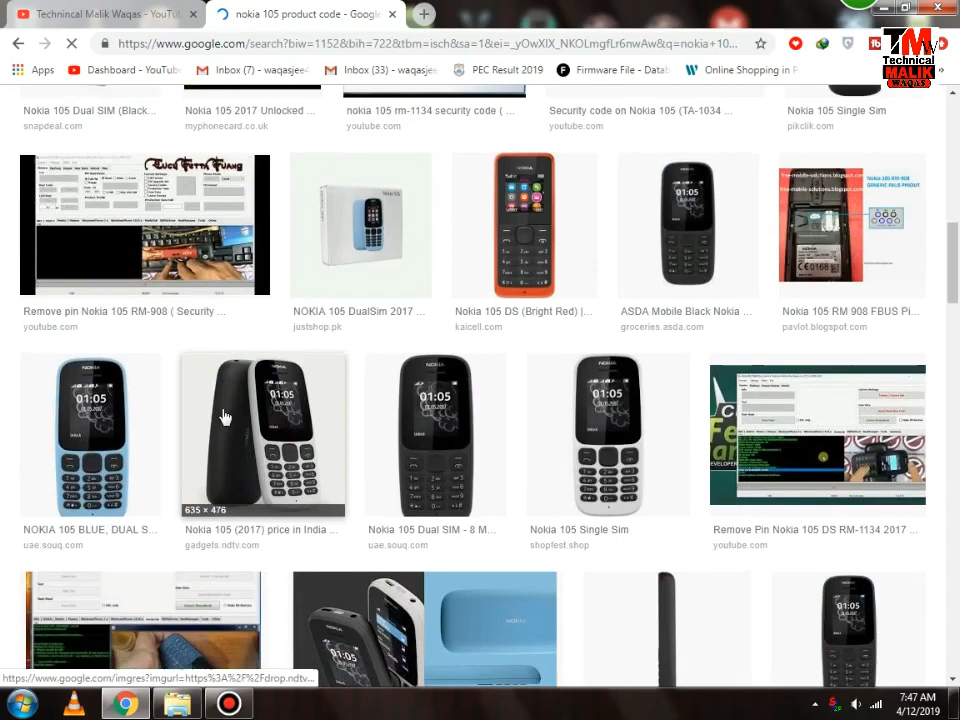 Techninical Malik Waqas - YouTu
nokia 105 product code - Google
https://www.google.com/search?biw=1152&bih=722&tbm=isch&sa=1&ei=_yOwXIX_NKOLmgfLr6nwAw&q=nokia+10...
Apps
Dashboard - YouTub
Inbox (7) - waqasjee4
Inbox (33) - waqasjee
PEC Result 2019
Firmware File - Datab
Online Shopping in P
TM
Technical
MALIK
WAQAS
Nokia 105 Dual SIM (Black...
snapdeal.com
Nokia 105 2017 Unlocked ...
myphonecard.co.uk
nokia 105 rm-1134 security code ( ...
youtube.com
Security code on Nokia 105 (TA-1034 ...
youtube.com
Nokia 105 Single Sim
pikclik.com
Remove pin Nokia 105 RM-908 ( Security ...
youtube.com
NOKIA 105 DualSim 2017 ...
justshop.pk
Nokia 105 DS (Bright Red) |...
kaicell.com
ASDA Mobile Black Nokia ...
groceries.asda.com
Nokia 105 RM 908 FBUS Pi...
pavlot.blogspot.com
635 × 476
NOKIA 105 BLUE, DUAL S...
uae.souq.com
Nokia 105 (2017) price in India ...
gadgets.ndtv.com
Nokia 105 Dual SIM - 8 M...
uae.souq.com
Nokia 105 Single Sim
shopfest.shop
Remove Pin Nokia 105 DS RM-1134 2017 ...
youtube.com
https://www.google.com/imgres?imgurl=https%3A%2F%2Fdrop.ndtv...
7:47 AM
4/12/2019